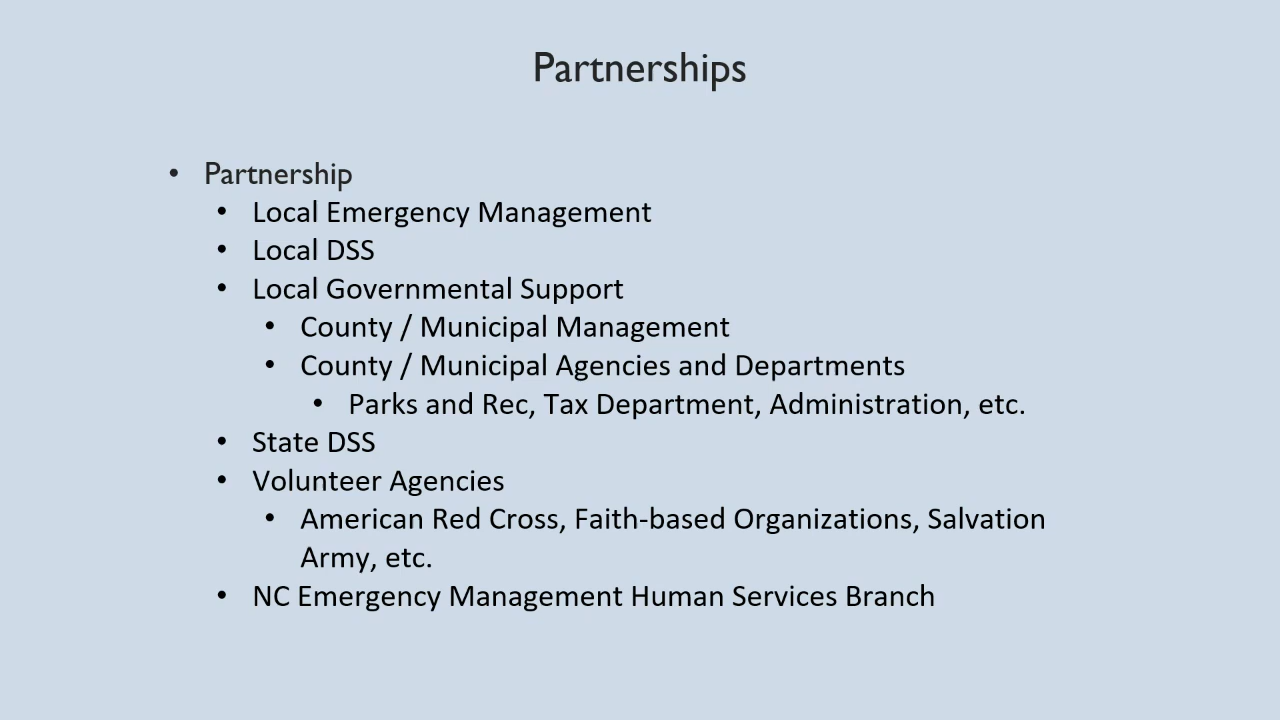 Partnerships
• Partnership
• Local Emergency Management
• Local DSS
• Local Governmental Support
• County / Municipal Management
• County / Municipal Agencies and Departments
• Parks and Rec, Tax Department, Administration, etc.
• State DSS
• Volunteer Agencies
• American Red Cross, Faith-based Organizations, Salvation
Army, etc.
• NC Emergency Management Human Services Branch